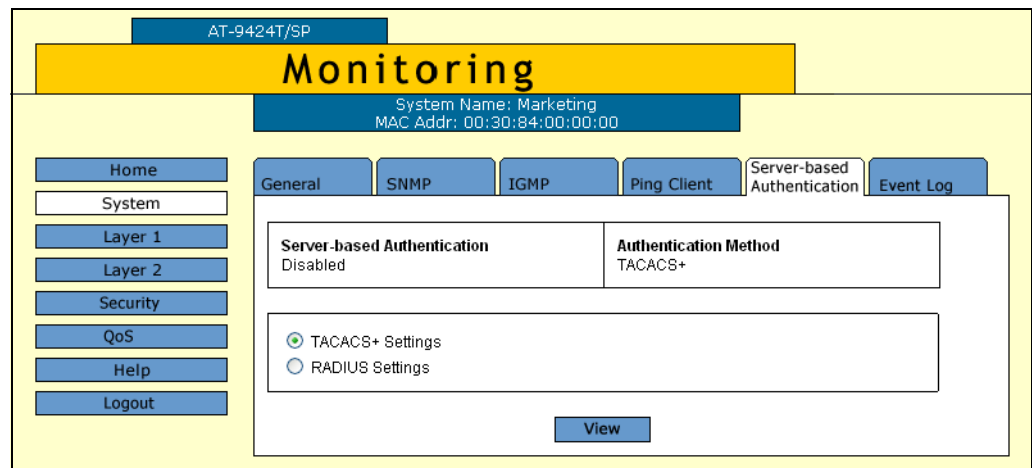 AT-9424T/SP
Monitoring
System Name: Marketing
MAC Addr: 00:30:84:00:00:00
Home
System
Layer 1
Layer 2
Security
QoS
Help
Logout
General
SNMP
IGMP
Ping Client
Server-based
Authentication
Event Log
Server-based Authentication
Disabled
Authentication Method
TACACS+
TACACS+ Settings
RADIUS Settings
View